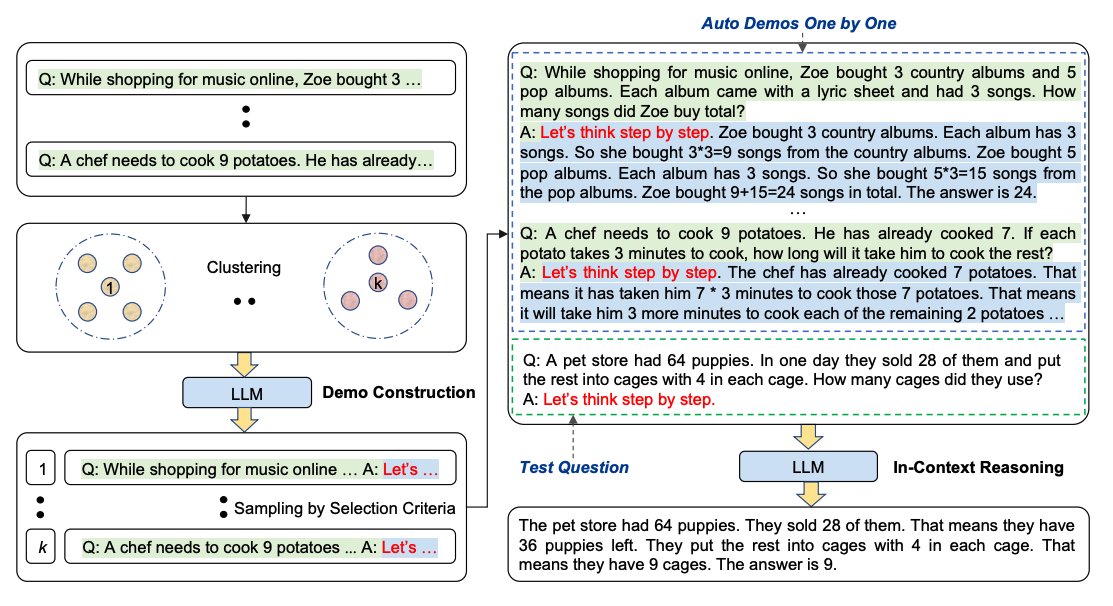 Q: While shopping for music online, Zoe bought 3 …
Q: A chef needs to cook 9 potatoes. He has already…
1
Clustering
k
LLM
Demo Construction
1
Q: While shopping for music online … A: Let's …
Sampling by Selection Criteria
k
Q: A chef needs to cook 9 potatoes ... A: Let's …
Auto Demos One by One
Q: While shopping for music online, Zoe bought 3 country albums and 5
pop albums. Each album came with a lyric sheet and had 3 songs. How
many songs did Zoe buy total?
A: Let's think step by step. Zoe bought 3 country albums. Each album has 3
songs. So she bought 3*3=9 songs from the country albums. Zoe bought 5
pop albums. Each album has 3 songs. So she bought 5*3=15 songs from
the pop albums. Zoe bought 9+15=24 songs in total. The answer is 24.
…
Q: A chef needs to cook 9 potatoes. He has already cooked 7. If each
potato takes 3 minutes to cook, how long will it take him to cook the rest?
A: Let's think step by step. The chef has already cooked 7 potatoes. That
means it has taken him 7 * 3 minutes to cook those 7 potatoes. That means
it will take him 3 more minutes to cook each of the remaining 2 potatoes …
Q: A pet store had 64 puppies. In one day they sold 28 of them and put
the rest into cages with 4 in each cage. How many cages did they use?
A: Let's think step by step.
Test Question
LLM
In-Context Reasoning
The pet store had 64 puppies. They sold 28 of them. That means they have
36 puppies left. They put the rest into cages with 4 in each cage. That
means they have 9 cages. The answer is 9.